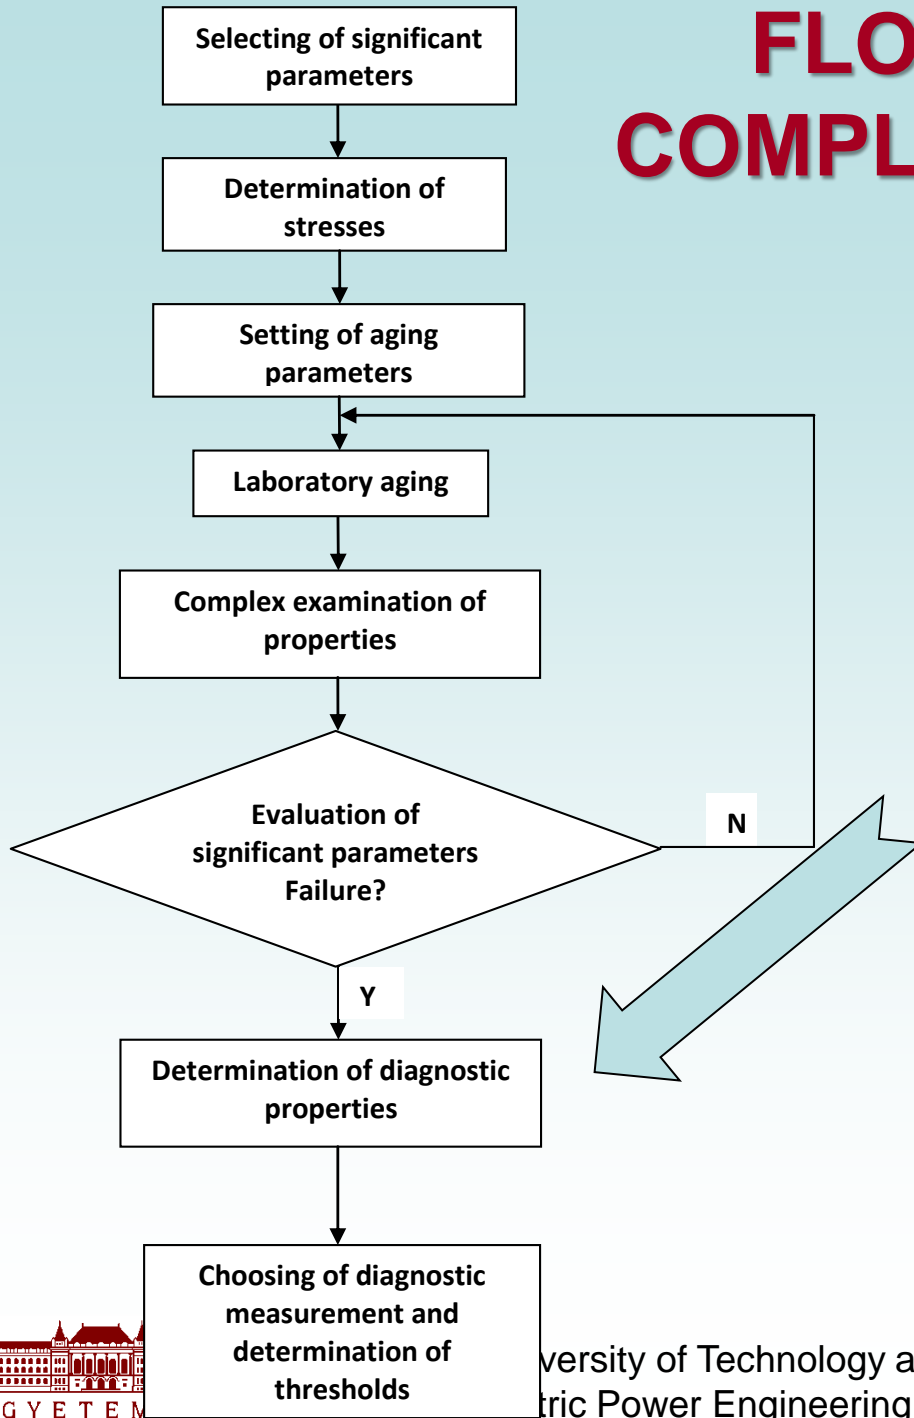 FLO
COMPL
Selecting of significant
parameters
Determination of
stresses
Setting of aging
parameters
Laboratory aging
Complex examination of
properties
Evaluation of
significant parameters
Failure?
N
Y
Determination of diagnostic
properties
Choosing of diagnostic
measurement and
determination of
thresholds
versity of Technology a
tric Power Engineering
G Y E T E M